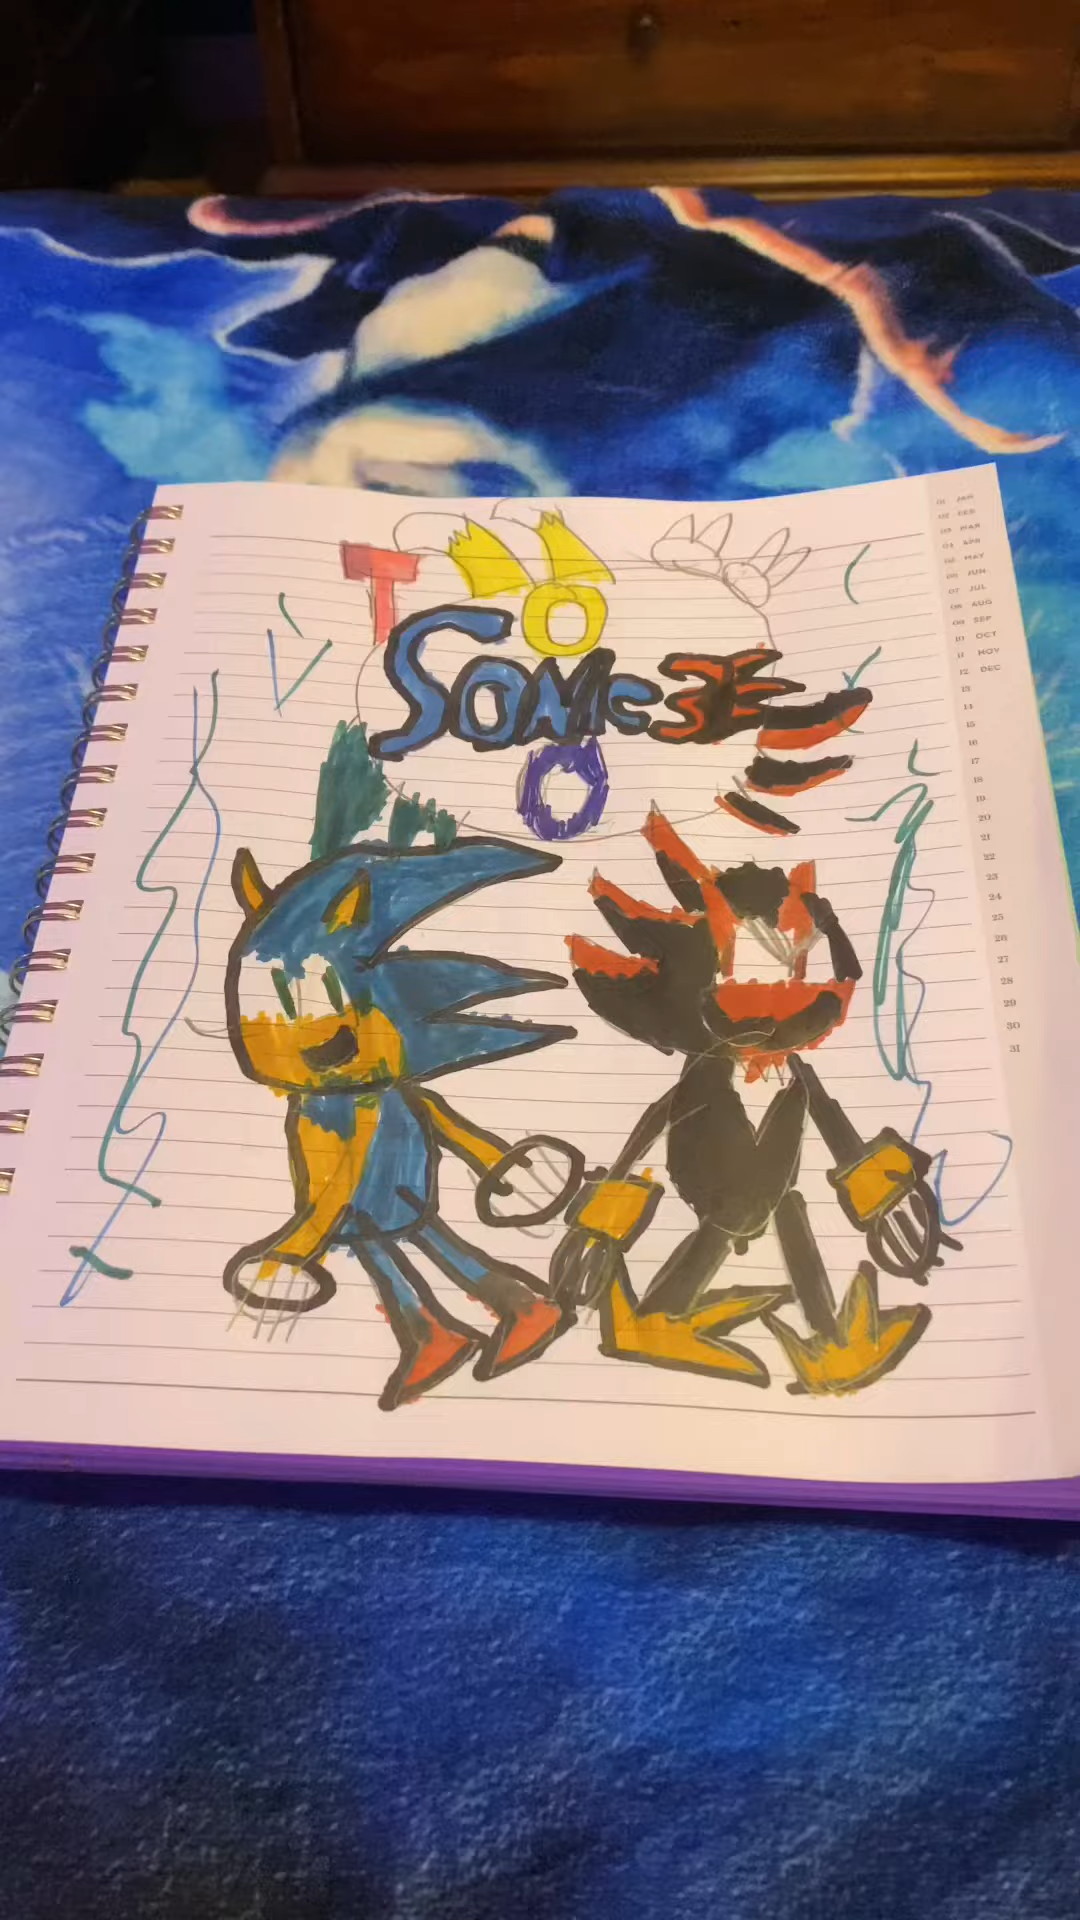 T O
SONIC 3
O
01 JAN
02 FEB
03 MAR
04 APR
05 MAY
06 JUN
07 JUL
08 AUG
09 SEP
10 OCT
11 NOV
12 DEC
13
14
15
16
17
18
19
20
21
22
23
24
25
26
27
28
29
30
31